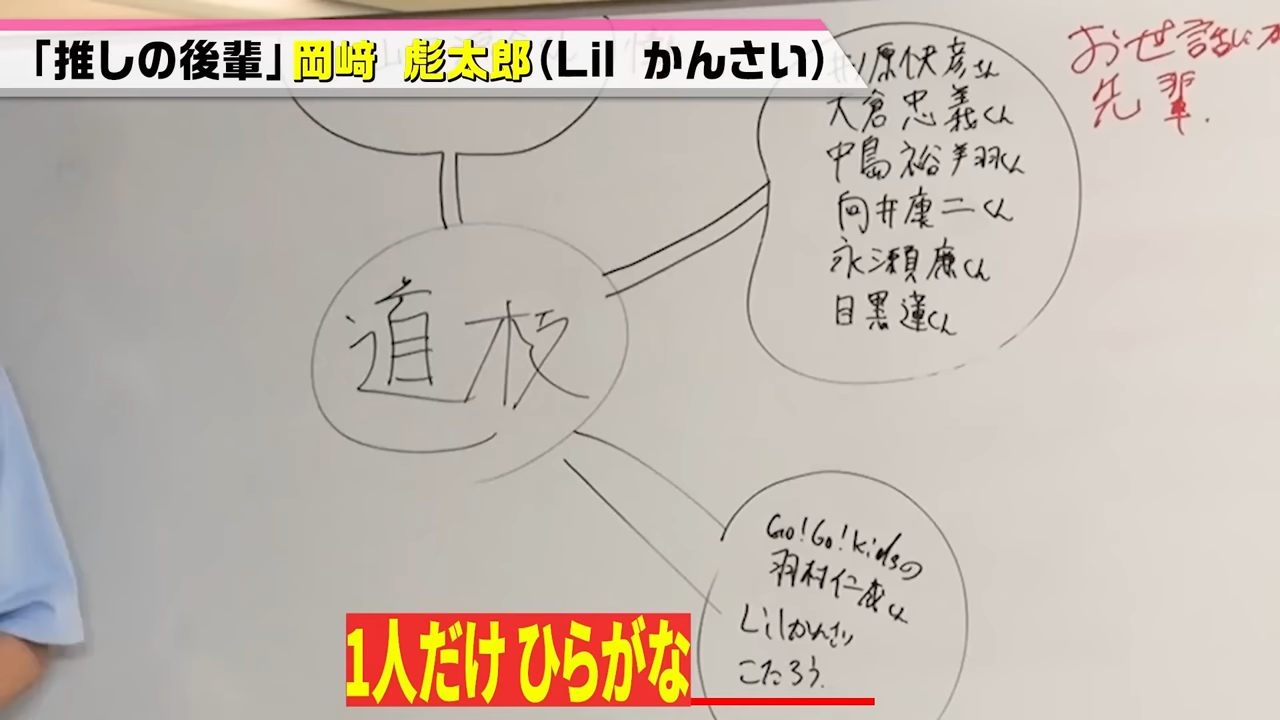 「推しの後輩」岡﨑 彪太郎(Lil かんさい)
原快彦さん
大倉忠義くん
中島裕翔くん
向井康二くん
永瀬廉くん
目黒蓮くん
おせ話に
先輩.
道枝
Go!Go!kidsの
羽村仁成くん
Lilかんさい
こたろう.
1人だけ ひらがな